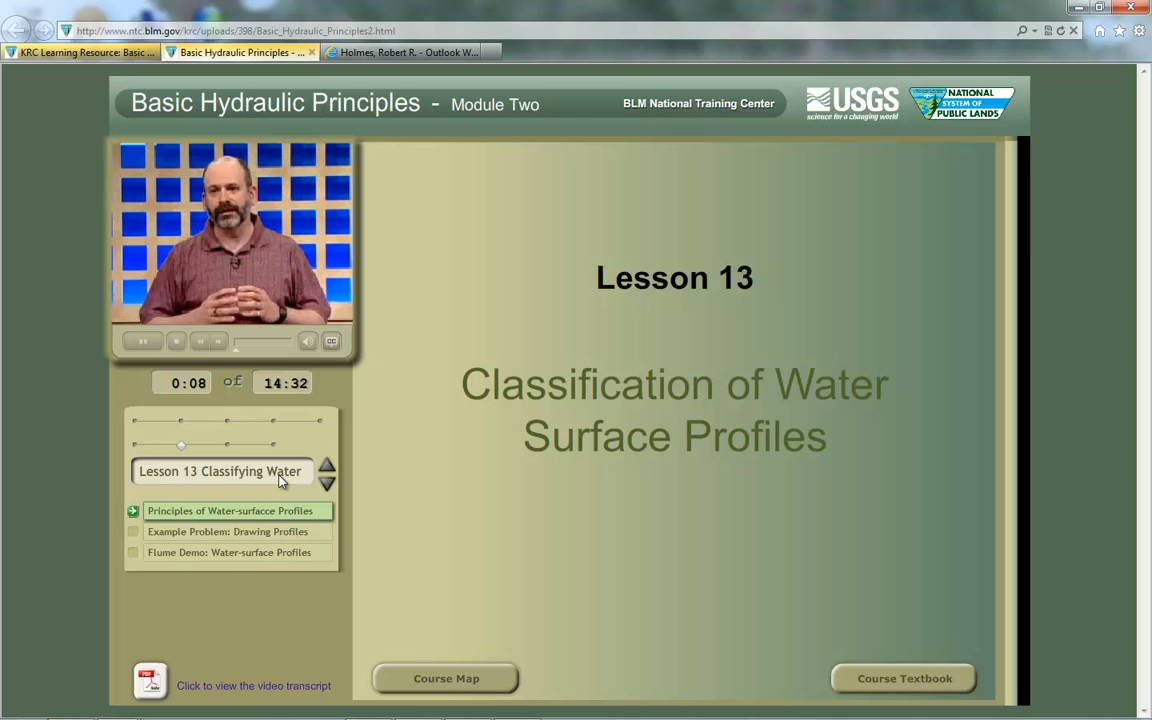 http://www.ntc.blm.gov/krc/uploads/398/Basic_Hydraulic_Principles2.html
KRC Learning Resource: Basic ...
Basic Hydraulic Principles - ...
Holmes, Robert R. - Outlook W...
Basic Hydraulic Principles - Module Two
BLM National Training Center
USGS
science for a changing world
NATIONAL
SYSTEM OF
PUBLIC LANDS
Lesson 13
Classification of Water
Surface Profiles
CC
0:08 of 14:32
Lesson 13 Classifying Water
Principles of Water-surfacce Profiles
Example Problem: Drawing Profiles
Flume Demo: Water-surface Profiles
PDF
Click to view the video transcript
Course Map
Course Textbook